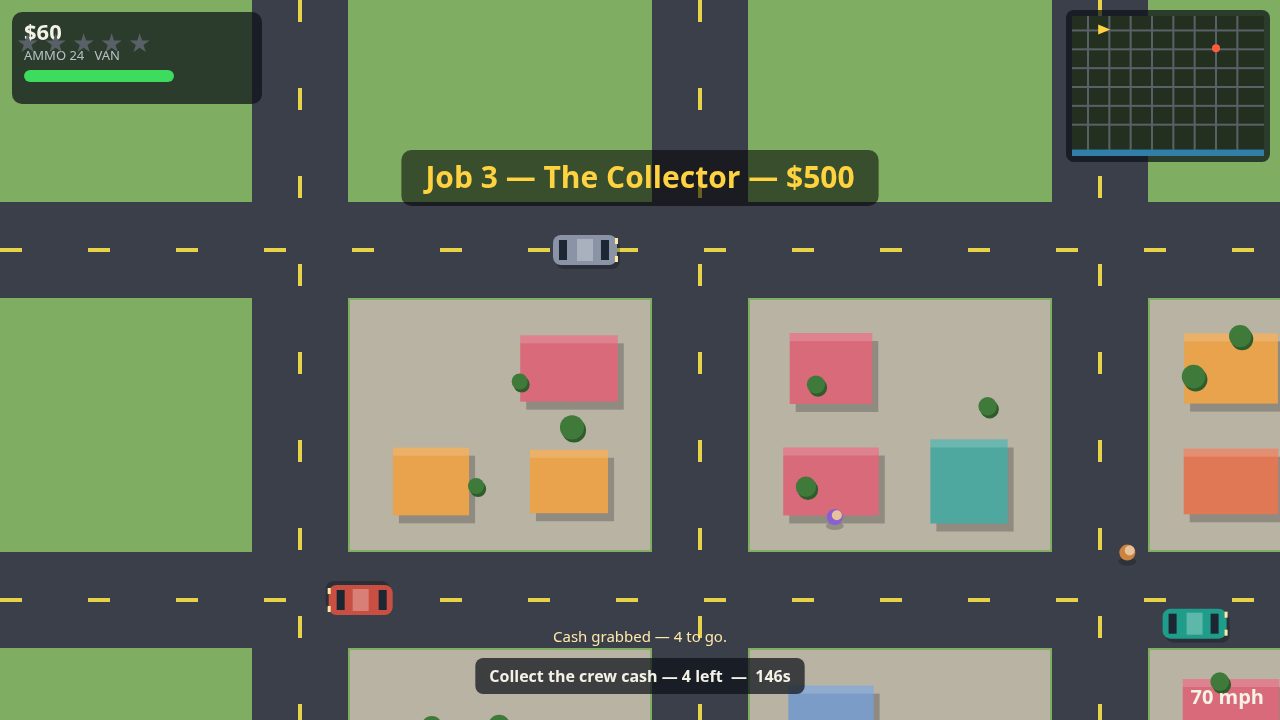 $60
★★★★★
AMMO 24 VAN
Job 3 — The Collector — $500
Cash grabbed — 4 to go.
Collect the crew cash — 4 left — 146s
70 mph